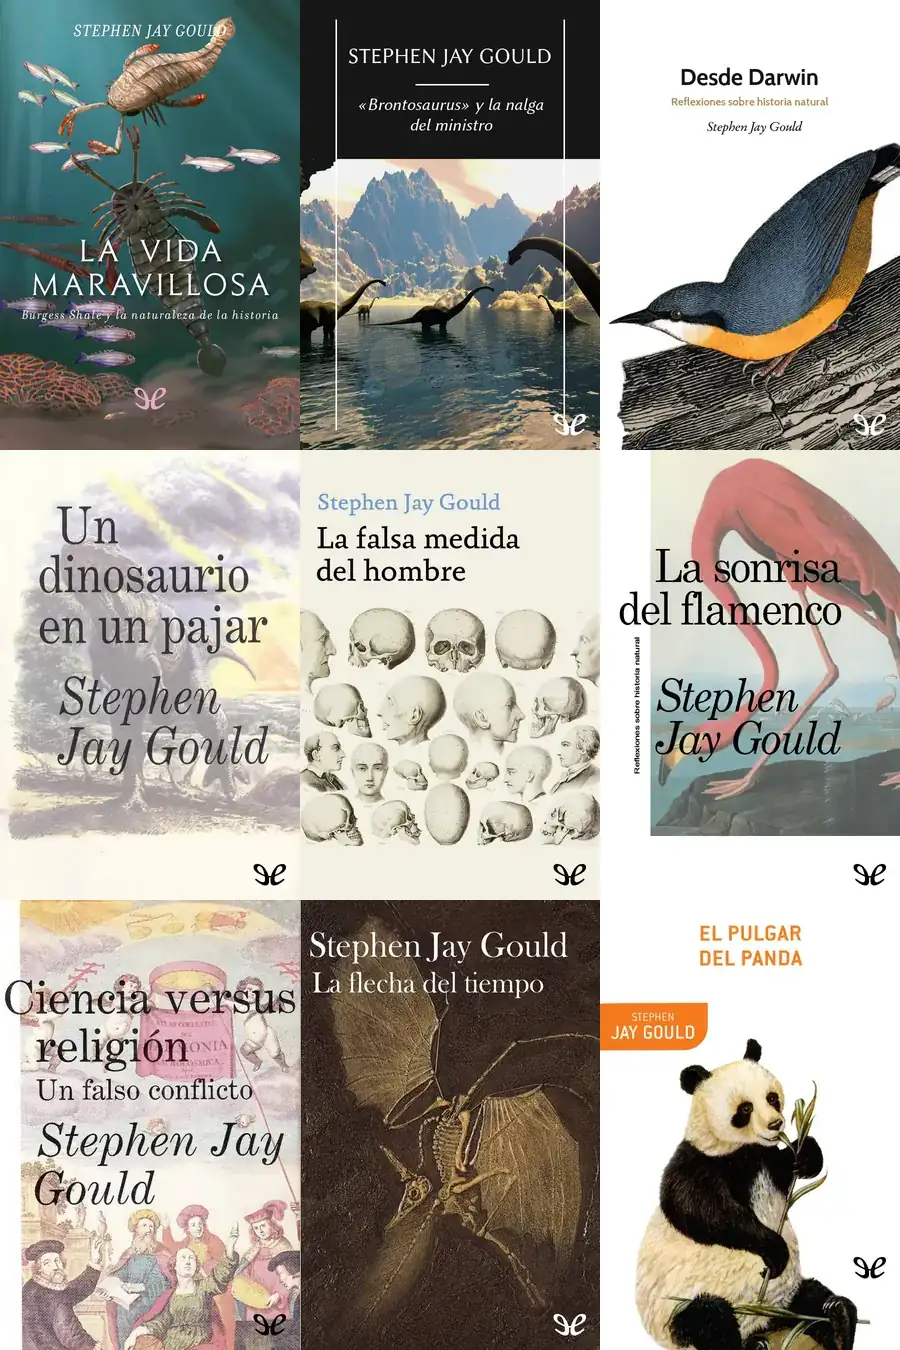 STEPHEN JAY GOULD
LA VIDA
MARAVILLOSA
Burgess Shale y la naturaleza de la historia
STEPHEN JAY GOULD
«Brontosaurus» y la nalga
del ministro
Desde Darwin
Reflexiones sobre historia natural
Stephen Jay Gould
Un
dinosaurio
en un pajar
Stephen
Jay Gould
Stephen Jay Gould
La falsa medida
del hombre
La sonrisa
del flamenco
Reflexiones sobre historia natural
Stephen
Jay Gould
Ciencia versus
religión
Un falso conflicto
Stephen Jay
Gould
Stephen Jay Gould
La flecha del tiempo
EL PULGAR
DEL PANDA
STEPHEN
JAY GOULD